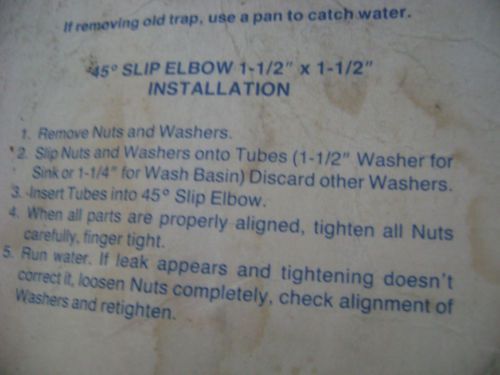 If removing old trap, use a pan to catch water.
45° SLIP ELBOW 1-1/2" x 1-1/2"
INSTALLATION
1. Remove Nuts and Washers.
2. Slip Nuts and Washers onto Tubes (1-1/2" Washer for
Sink or 1-1/4" for Wash Basin) Discard other Washers.
3. Insert Tubes into 45° Slip Elbow.
4. When all parts are properly aligned, tighten all Nuts
carefully, finger tight.
5. Run water. If leak appears and tightening doesn't
correct it, loosen Nuts completely, check alignment of
Washers and retighten.